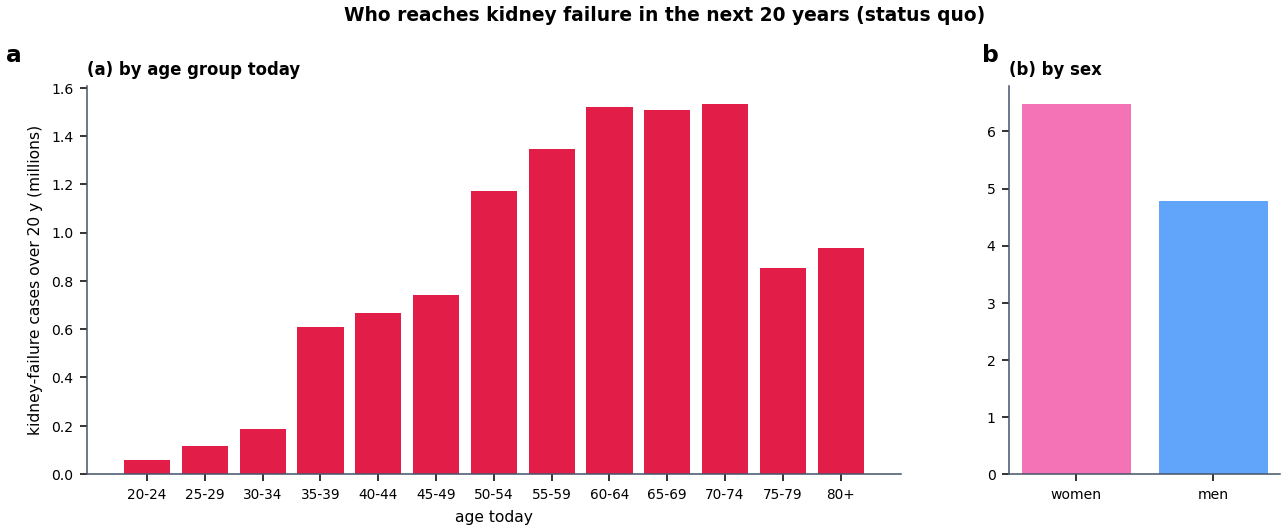 Who reaches kidney failure in the next 20 years (status quo)
a
(a) by age group today
kidney-failure cases over 20 y (millions)
1.6
1.4
1.2
1.0
0.8
0.6
0.4
0.2
0.0
20-24 25-29 30-34 35-39 40-44 45-49 50-54 55-59 60-64 65-69 70-74 75-79 80+
age today
b
(b) by sex
6
5
4
3
2
1
0
women men